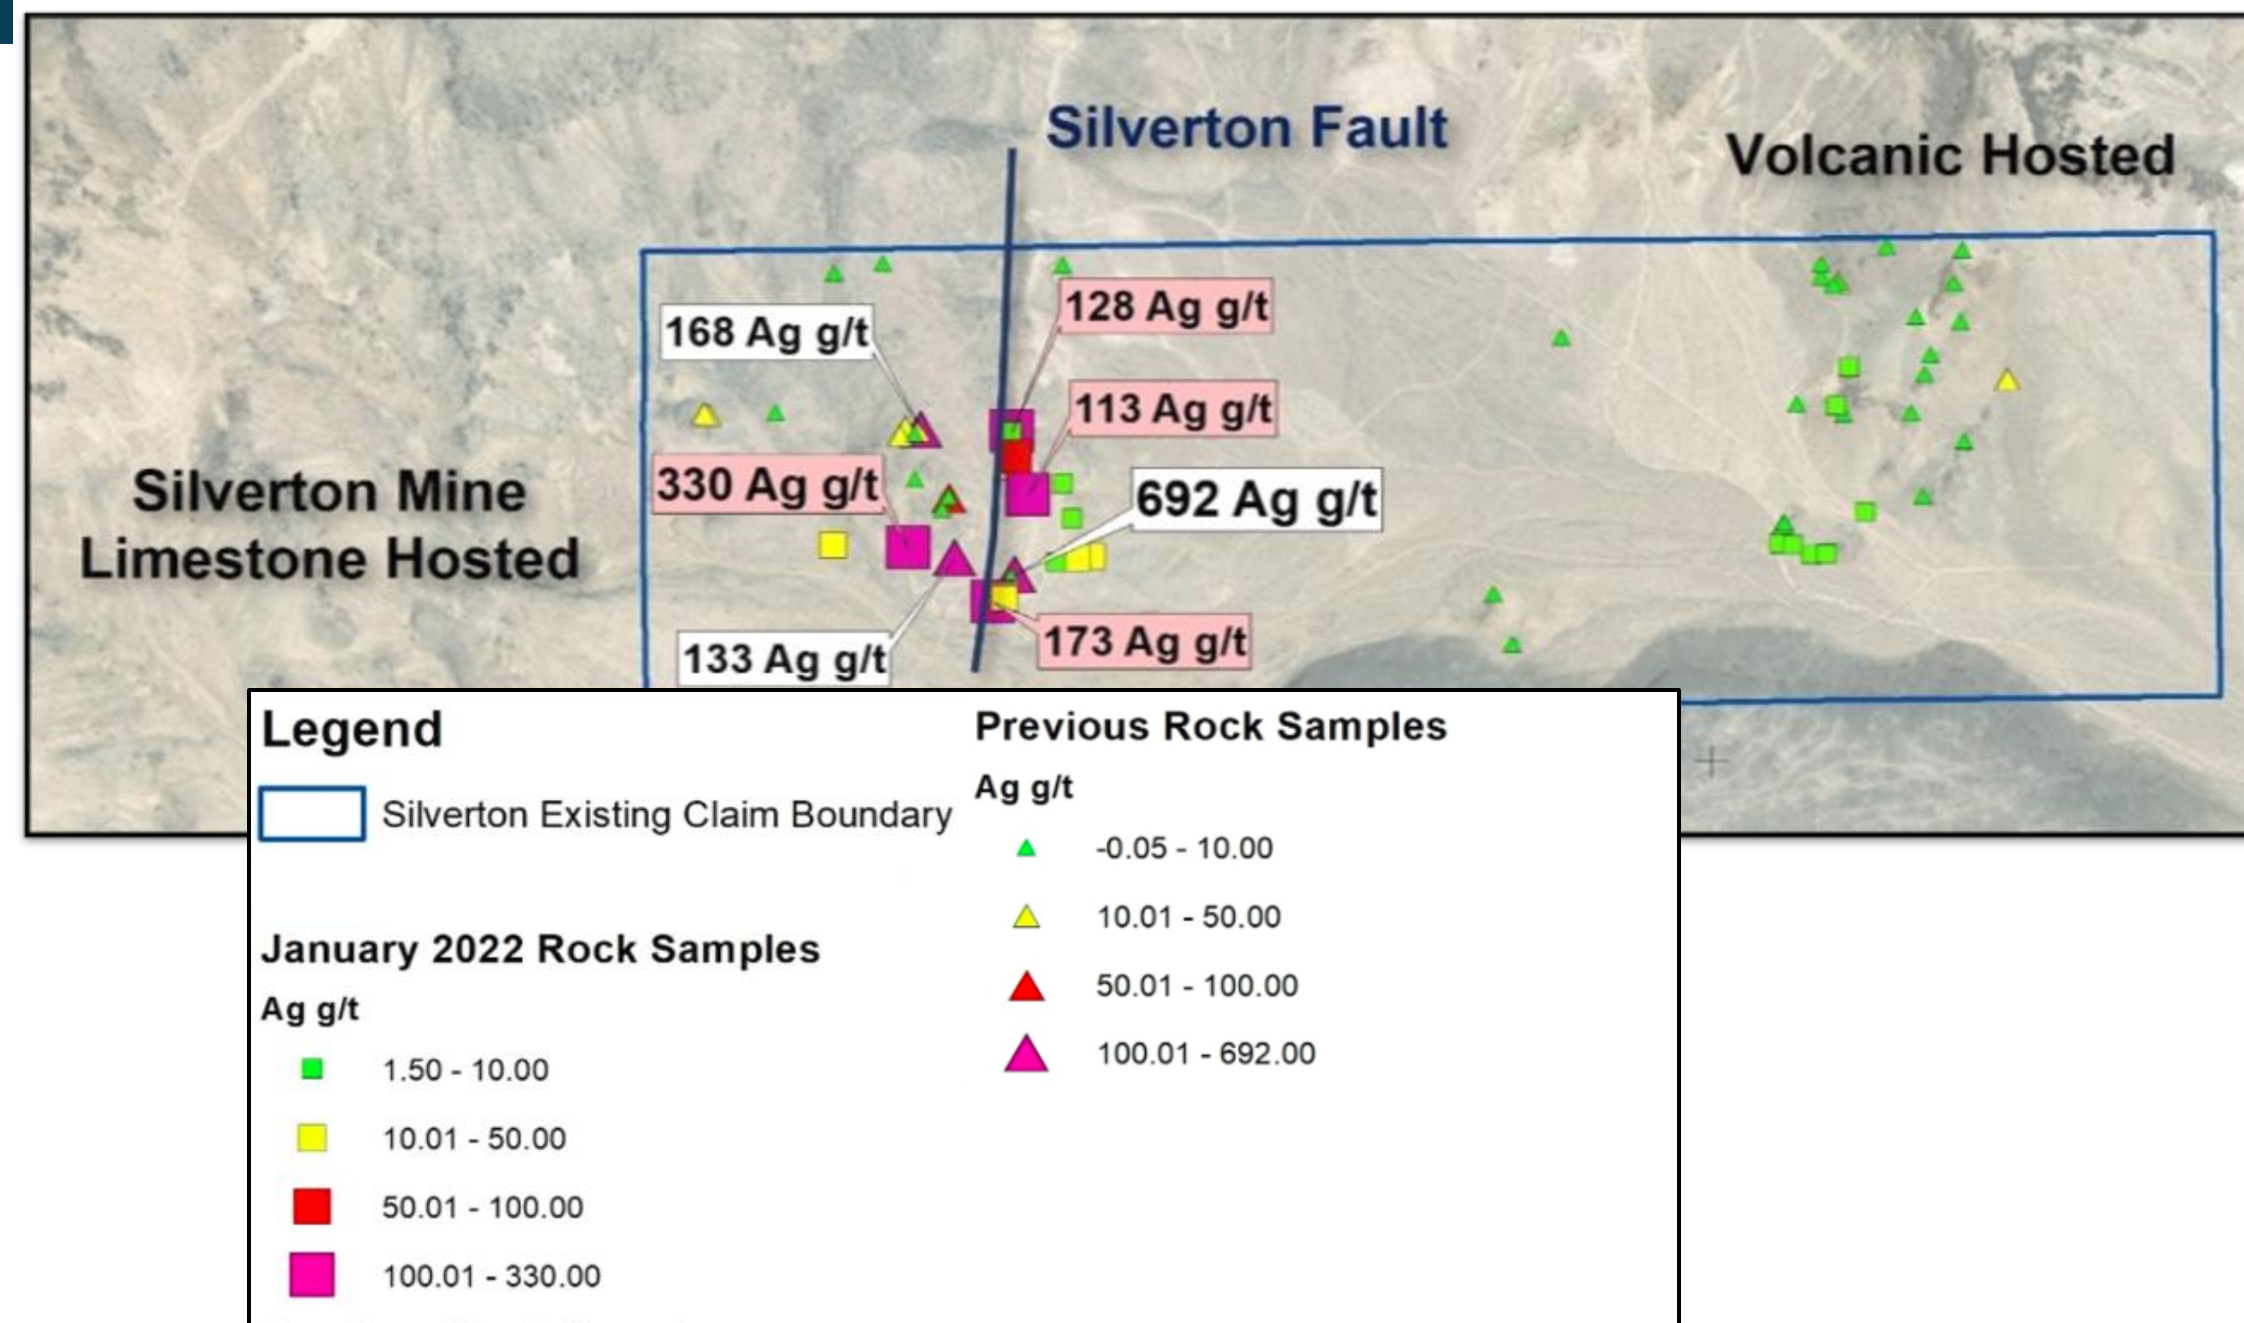 Silverton Fault
Volcanic Hosted
128 Ag g/t
168 Ag g/t
113 Ag g/t
330 Ag g/t
692 Ag g/t
Silverton Mine
Limestone Hosted
173 Ag g/t
133 Ag g/t
Legend
Silverton Existing Claim Boundary
January 2022 Rock Samples
Ag g/t
1.50 - 10.00
10.01 - 50.00
50.01 - 100.00
100.01 - 330.00
Previous Rock Samples
Ag g/t
-0.05 - 10.00
10.01 - 50.00
50.01 - 100.00
100.01 - 692.00